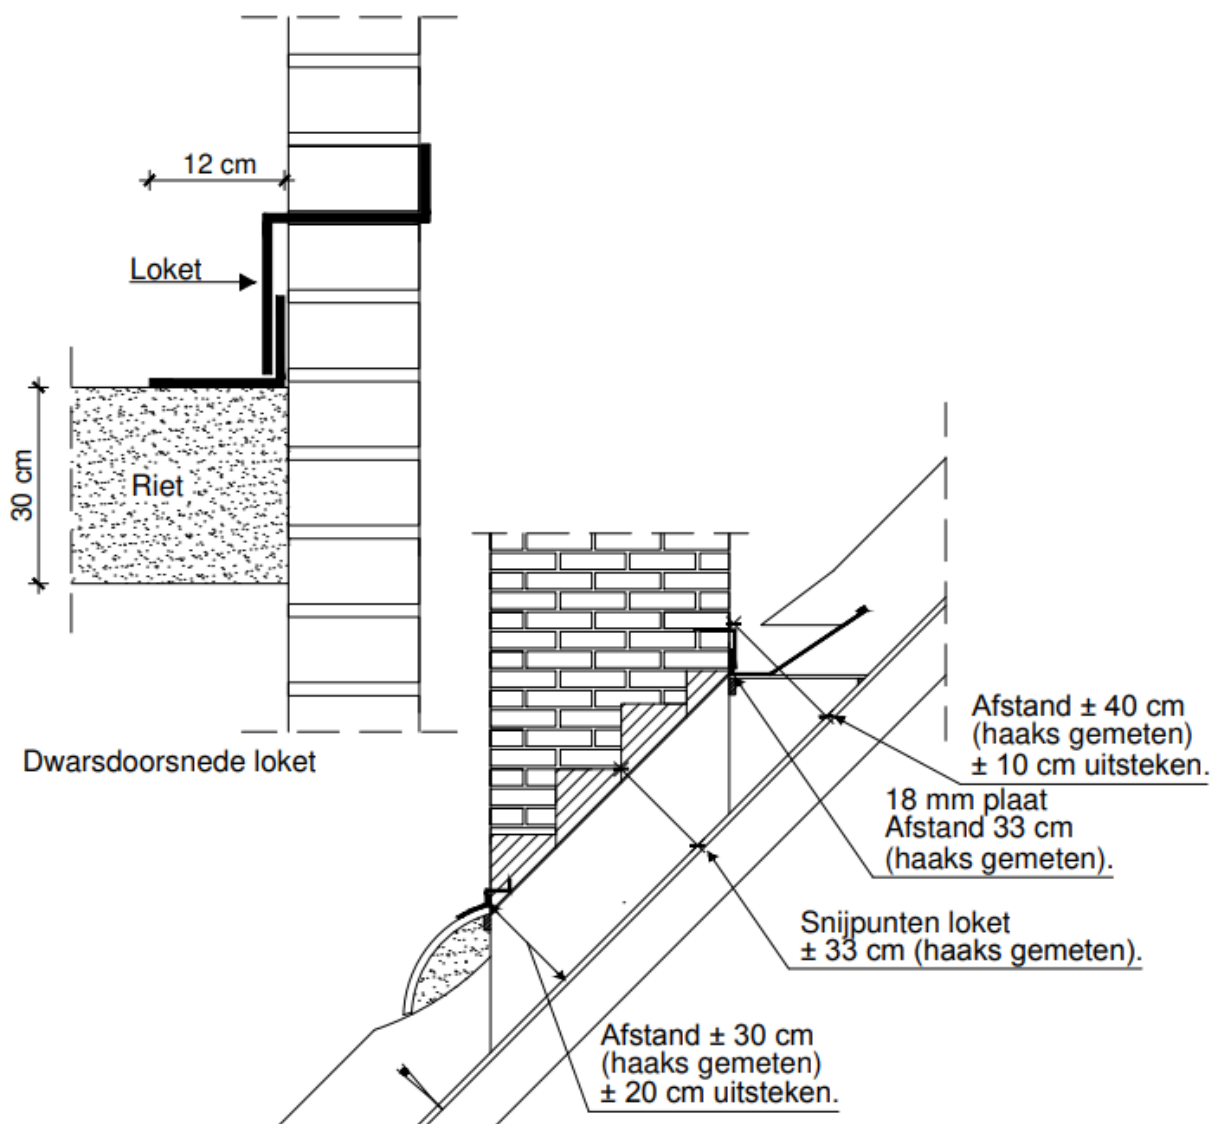 12 cm
Loket
30 cm
Riet
Dwarsdoorsnede loket
Afstand ± 40 cm
(haaks gemeten)
± 10 cm uitsteken.
18 mm plaat
Afstand 33 cm
(haaks gemeten).
Snijpunten loket
± 33 cm (haaks gemeten).
Afstand ± 30 cm
(haaks gemeten)
± 20 cm uitsteken.